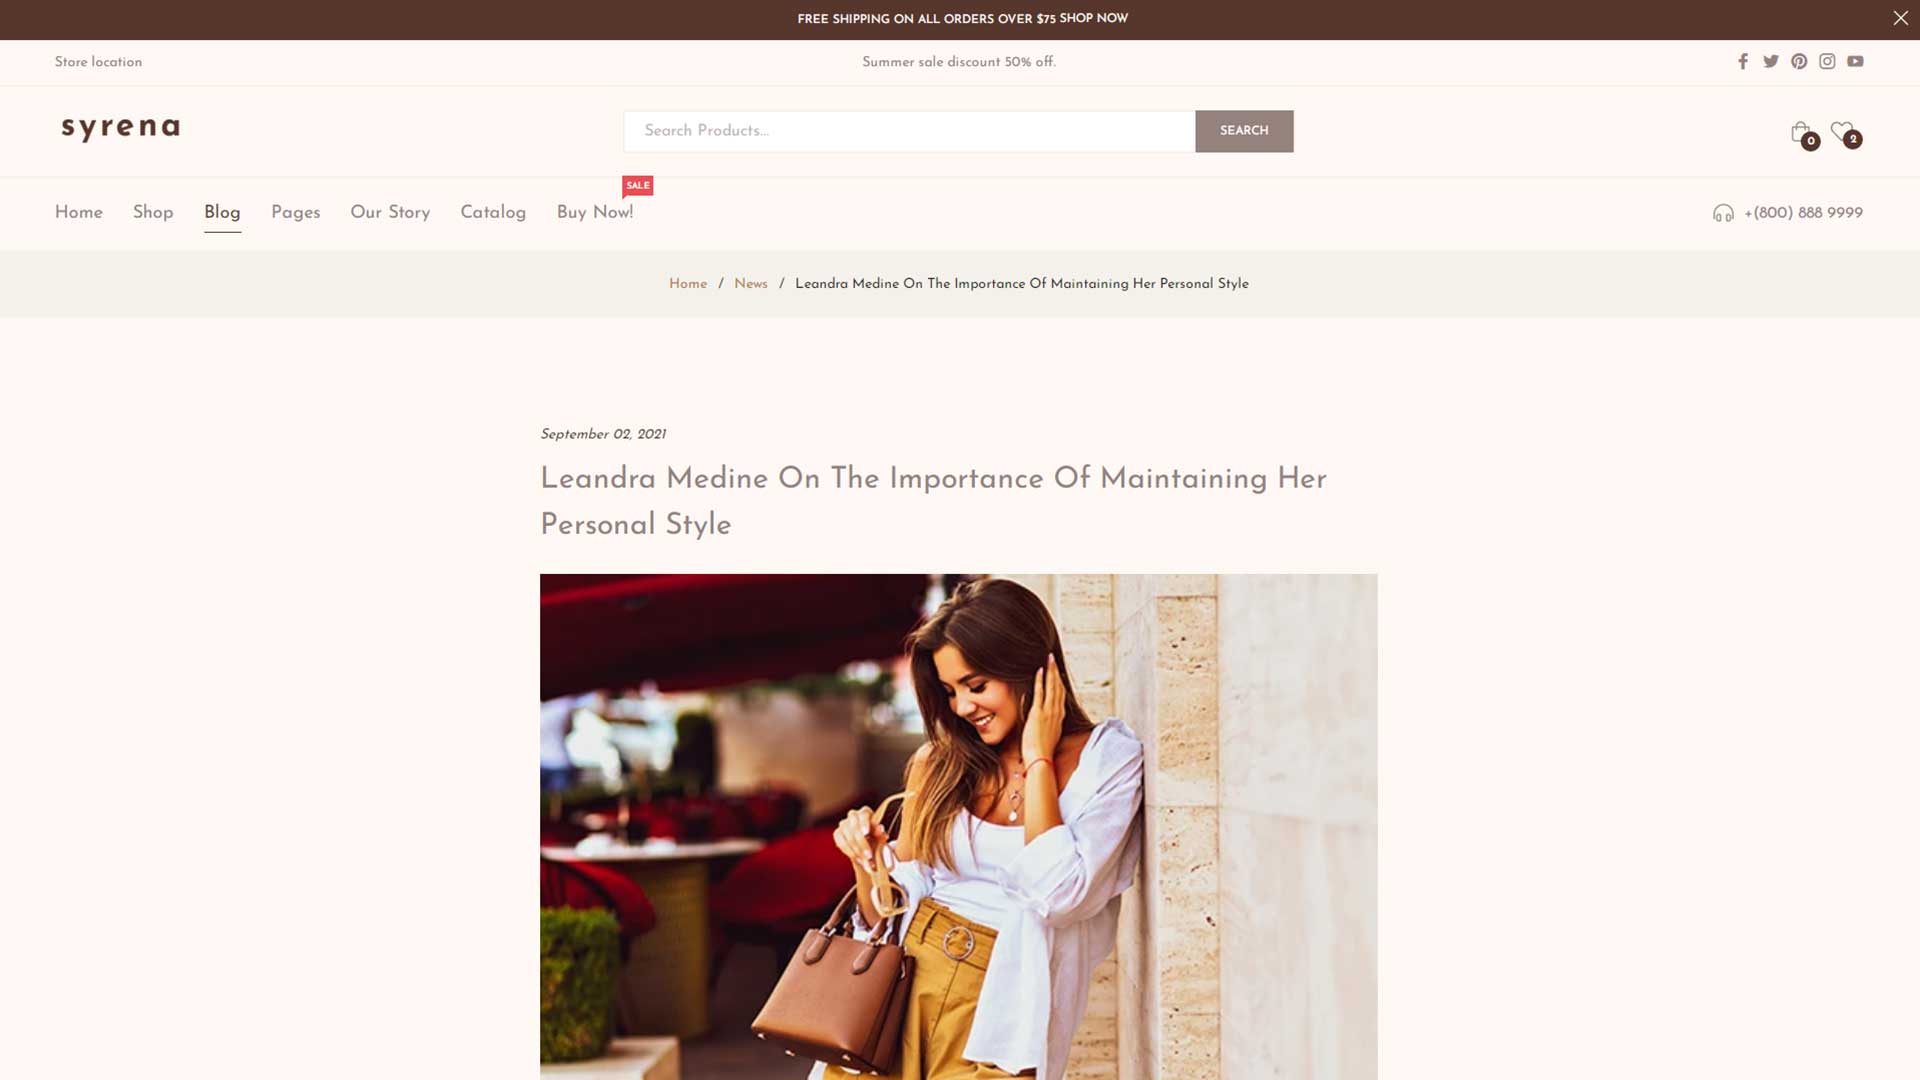 FREE SHIPPING ON ALL ORDERS OVER $75 SHOP NOW
Store location
Summer sale discount 50% off.
syrena
Search Products...
SEARCH
0
2
SALE
Home
Shop
Blog
Pages
Our Story
Catalog
Buy Now!
+(800) 888 9999
Home / News / Leandra Medine On The Importance Of Maintaining Her Personal Style
September 02, 2021
Leandra Medine On The Importance Of Maintaining Her
Personal Style